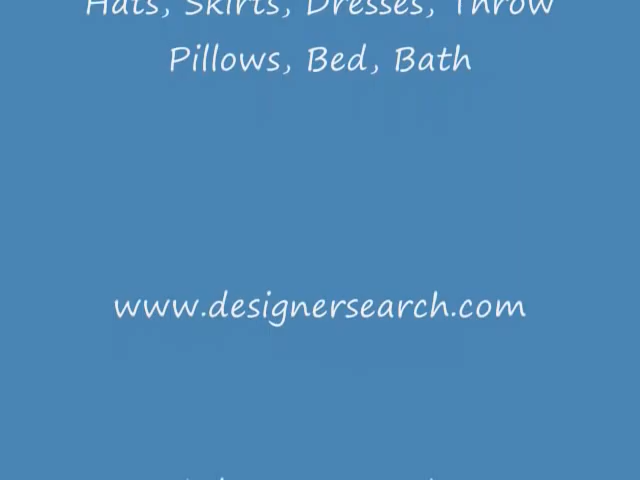 Hats, Skirts, Dresses, Throw
Pillows, Bed, Bath
www.designersearch.com